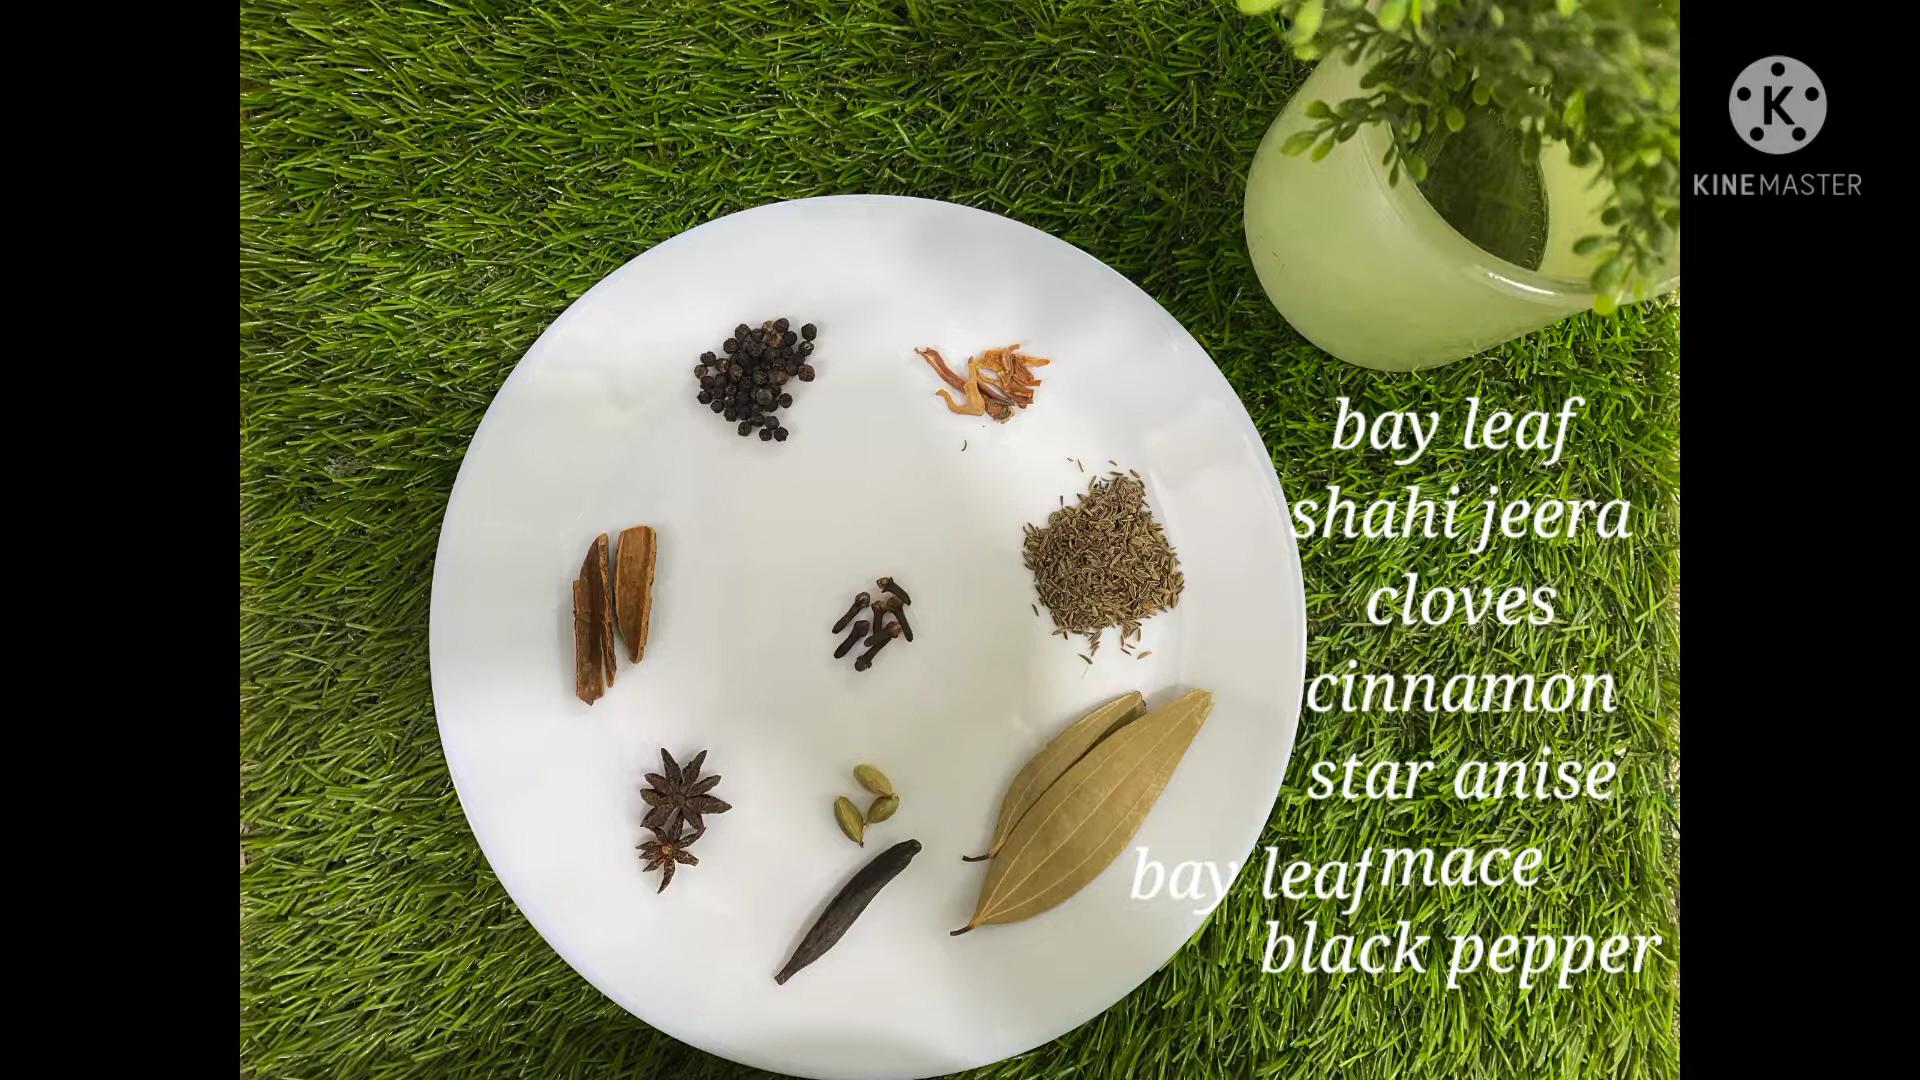 K
KINEMASTER
bay leaf
shahi jeera
cloves
cinnamon
star anise
mace
bay leaf
black pepper